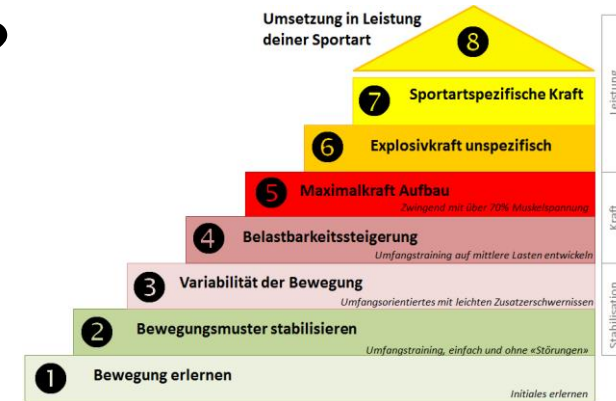 Umsetzung in Leistung
deiner Sportart
8
7 Sportartspezifische Kraft
6 Explosivkraft unspezifisch
5 Maximalkraft Aufbau
Zwingend mit über 70% Muskelspannung
4 Belastbarkeitssteigerung
Umfangstraining auf mittlere Lasten entwickeln
3 Variabilität der Bewegung
Umfangsorientiertes mit leichten Zusatzerschwernissen
2 Bewegungsmuster stabilisieren
Umfangstraining, einfach und ohne «Störungen»
1 Bewegung erlernen
Initiales erlernen
Leistung
Kraft
Stabilisation